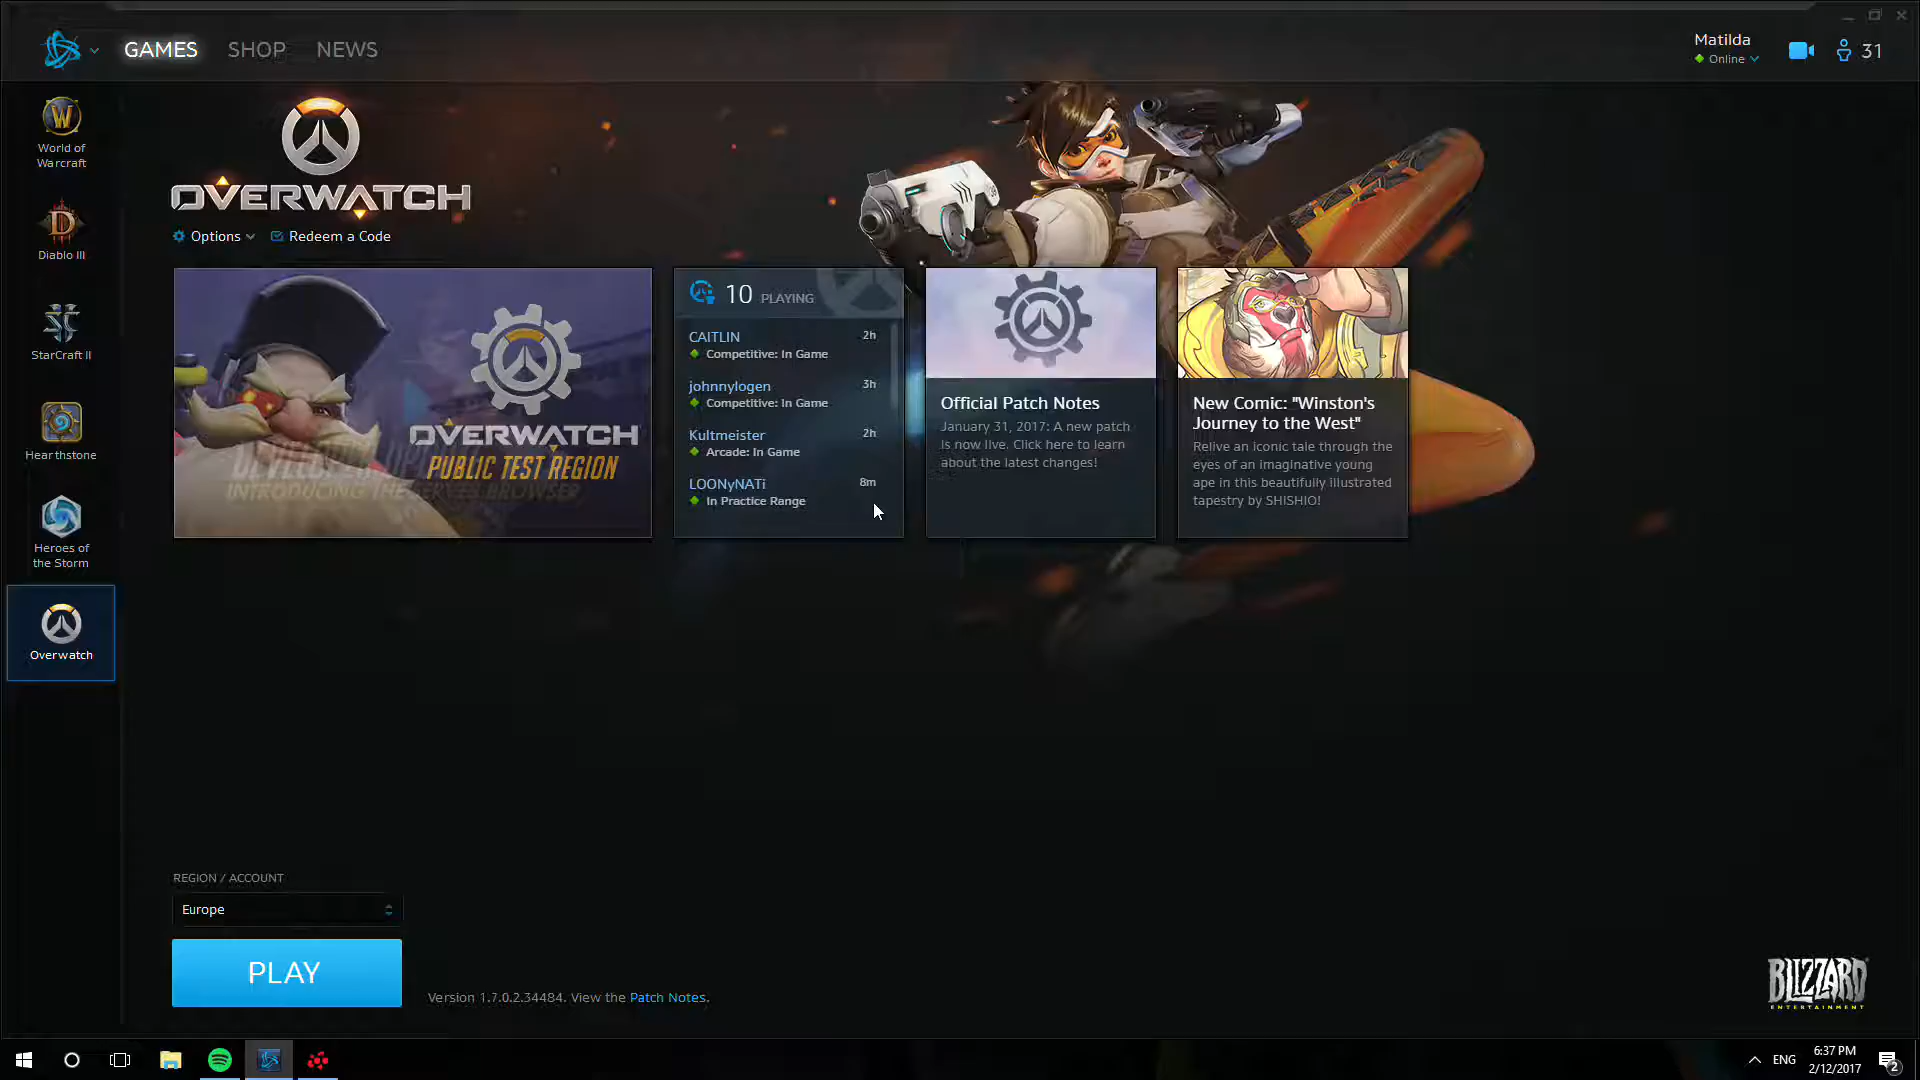 GAMES SHOP NEWS
Matilda
Online
31
World of
Warcraft
Diablo III
StarCraft II
Hearthstone
Heroes of
the Storm
Overwatch
OVERWATCH
Options
Redeem a Code
OVERWATCH
PUBLIC TEST REGION
10 PLAYING
CAITLIN 2h
Competitive: In Game
johnnylogen 3h
Competitive: In Game
Kultmeister 2h
Arcade: In Game
LOONyNATi 8m
In Practice Range
Official Patch Notes
January 31, 2017: A new patch
is now live. Click here to learn
about the latest changes!
New Comic: "Winston's
Journey to the West"
Relive an iconic tale through the
eyes of an imaginative young
ape in this beautifully illustrated
tapestry by SHISHIO!
REGION / ACCOUNT
Europe
PLAY
Version 1.7.0.2.34484. View the Patch Notes.
BLIZZARD
ENTERTAINMENT
ENG
6:37 PM
2/12/2017
2